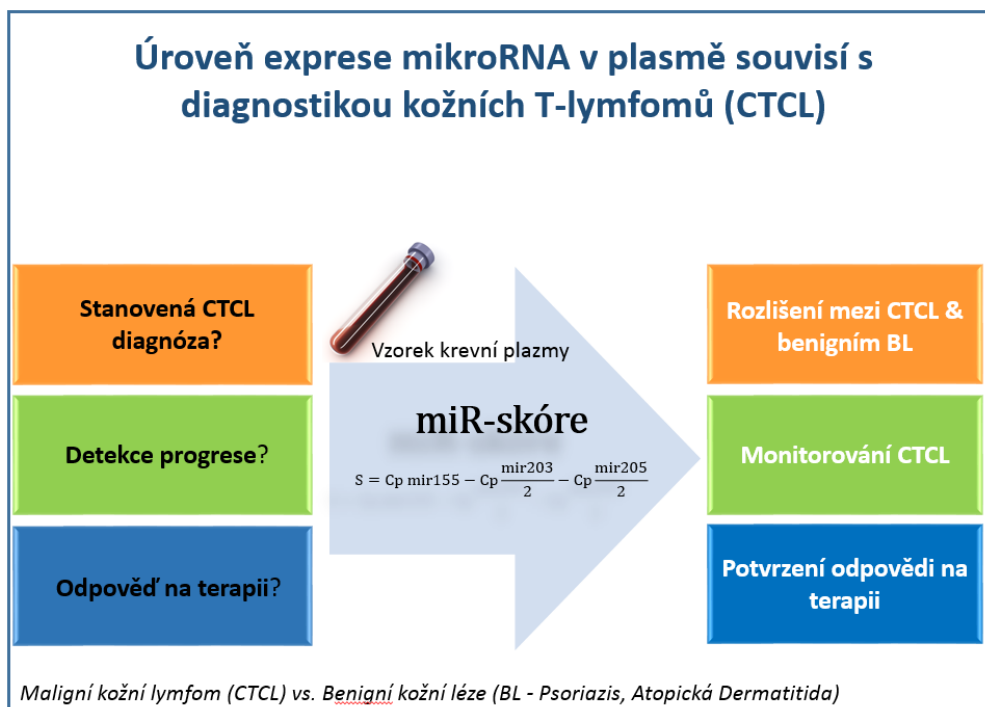 Úroveň exprese mikroRNA v plasmě souvisí s
diagnostikou kožních T-lymfomů (CTCL)
Stanovená CTCL
diagnóza?
Detekce progrese?
Odpověď na terapii?
Vzorek krevní plazmy
miR-skóre
S = Cp mir155 − Cp mir203/2 − Cp mir205/2
Rozlišení mezi CTCL &
benigním BL
Monitorování CTCL
Potvrzení odpovědi na
terapii
Maligní kožní lymfom (CTCL) vs. Benigní kožní léze (BL - Psoriazis, Atopická Dermatitida)